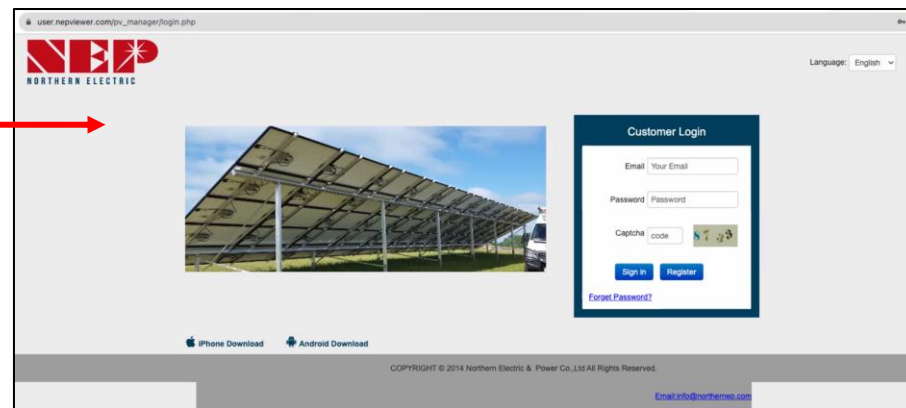 user.nepviewer.com/pv_manager/login.php
NEP
NORTHERN ELECTRIC
Language: English
Customer Login
Email Your Email
Password Password
Captcha code
Sign in Register
Forget Password?
iPhone Download Android Download
COPYRIGHT © 2014 Northern Electric & Power Co.,Ltd All Rights Reserved.
Email:info@northernep.com